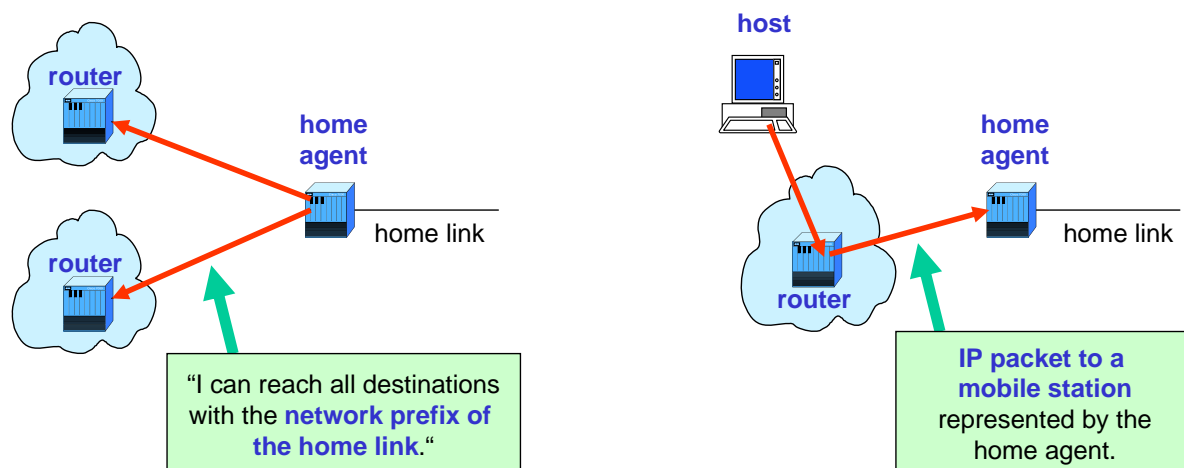 router
home
agent
home link
router
“I can reach all destinations
with the network prefix of
the home link.“
host
home
agent
home link
router
IP packet to a
mobile station
represented by the
home agent.